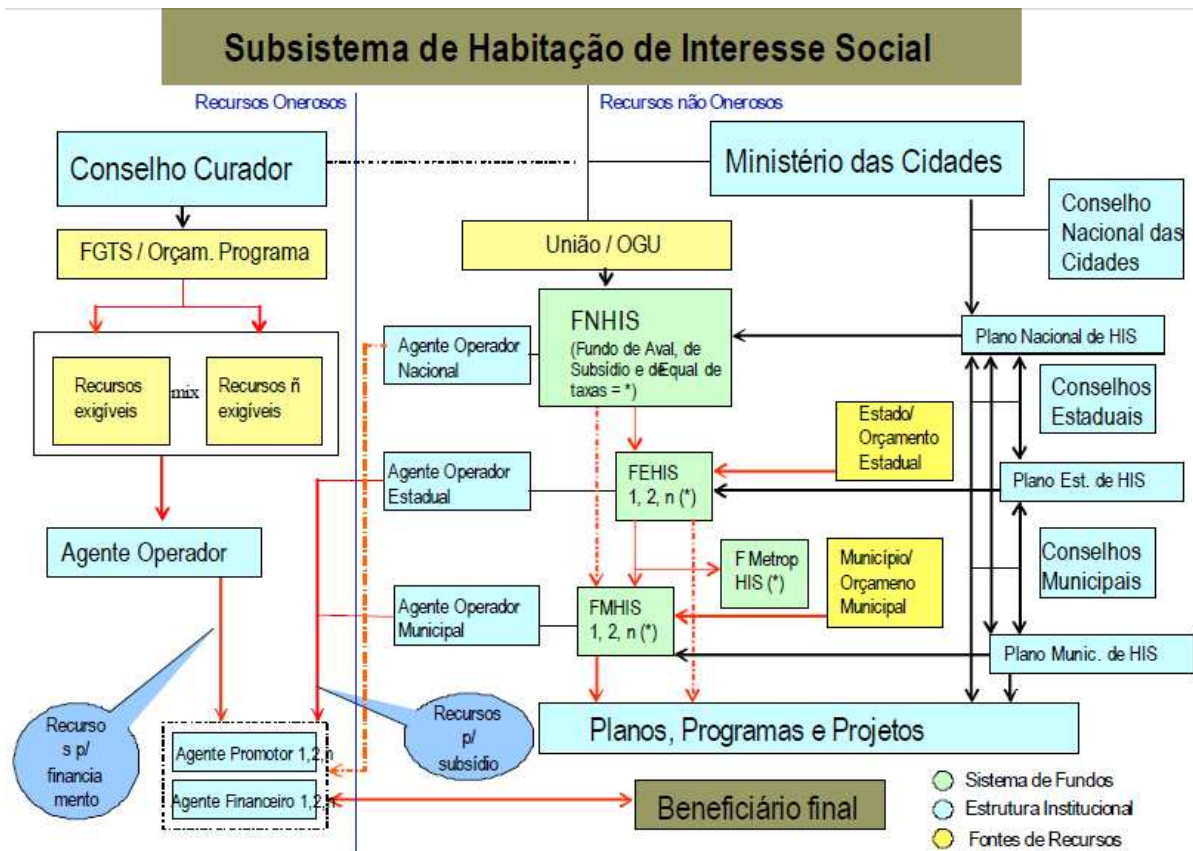 Subsistema de Habitação de Interesse Social
Recursos Onerosos
Recursos não Onerosos
Conselho Curador
Ministério das Cidades
FGTS / Orçam. Programa
União / OGU
Conselho
Nacional das
Cidades
Recursos
exigíveis
mix
Recursos ñ
exigíveis
Agente Operador
Nacional
FNHIS
(Fundo de Aval, de
Subsídio e de Equal de
taxas = *)
Plano Nacional de HIS
Conselhos
Estaduais
Estado/
Orçamento
Estadual
Agente Operador
Estadual
FEHIS
1, 2, n (*)
Plano Est. de HIS
Agente Operador
F Metrop
HIS (*)
Município/
Orçameno
Municipal
Conselhos
Municipais
Agente Operador
Municipal
FMHIS
1, 2, n (*)
Plano Munic. de HIS
Recurso
s p/
financia
mento
Recursos
p/
subsídio
Planos, Programas e Projetos
Agente Promotor 1,2,n
Agente Financeiro 1,2,n
Beneficiário final
Sistema de Fundos
Estrutura Institucional
Fontes de Recursos